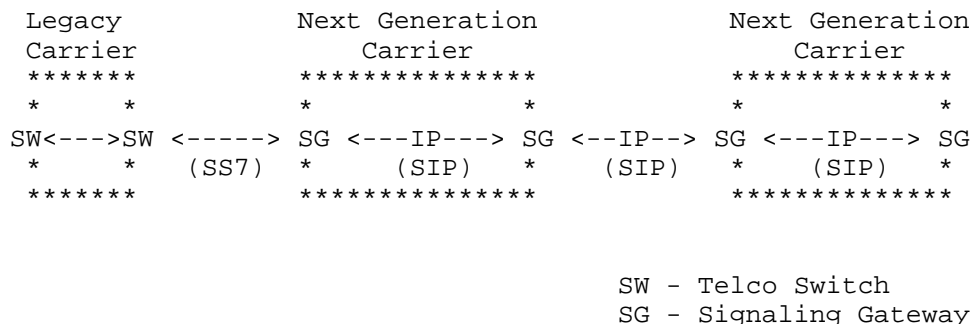 Legacy Next Generation Next Generation
Carrier Carrier Carrier
******* *************** **************
* * * * * *
SW<--->SW <-----> SG <---IP---> SG <--IP--> SG <---IP---> SG
* * (SS7) * (SIP) * (SIP) * (SIP) *
******* *************** **************
SW - Telco Switch
SG - Signaling Gateway